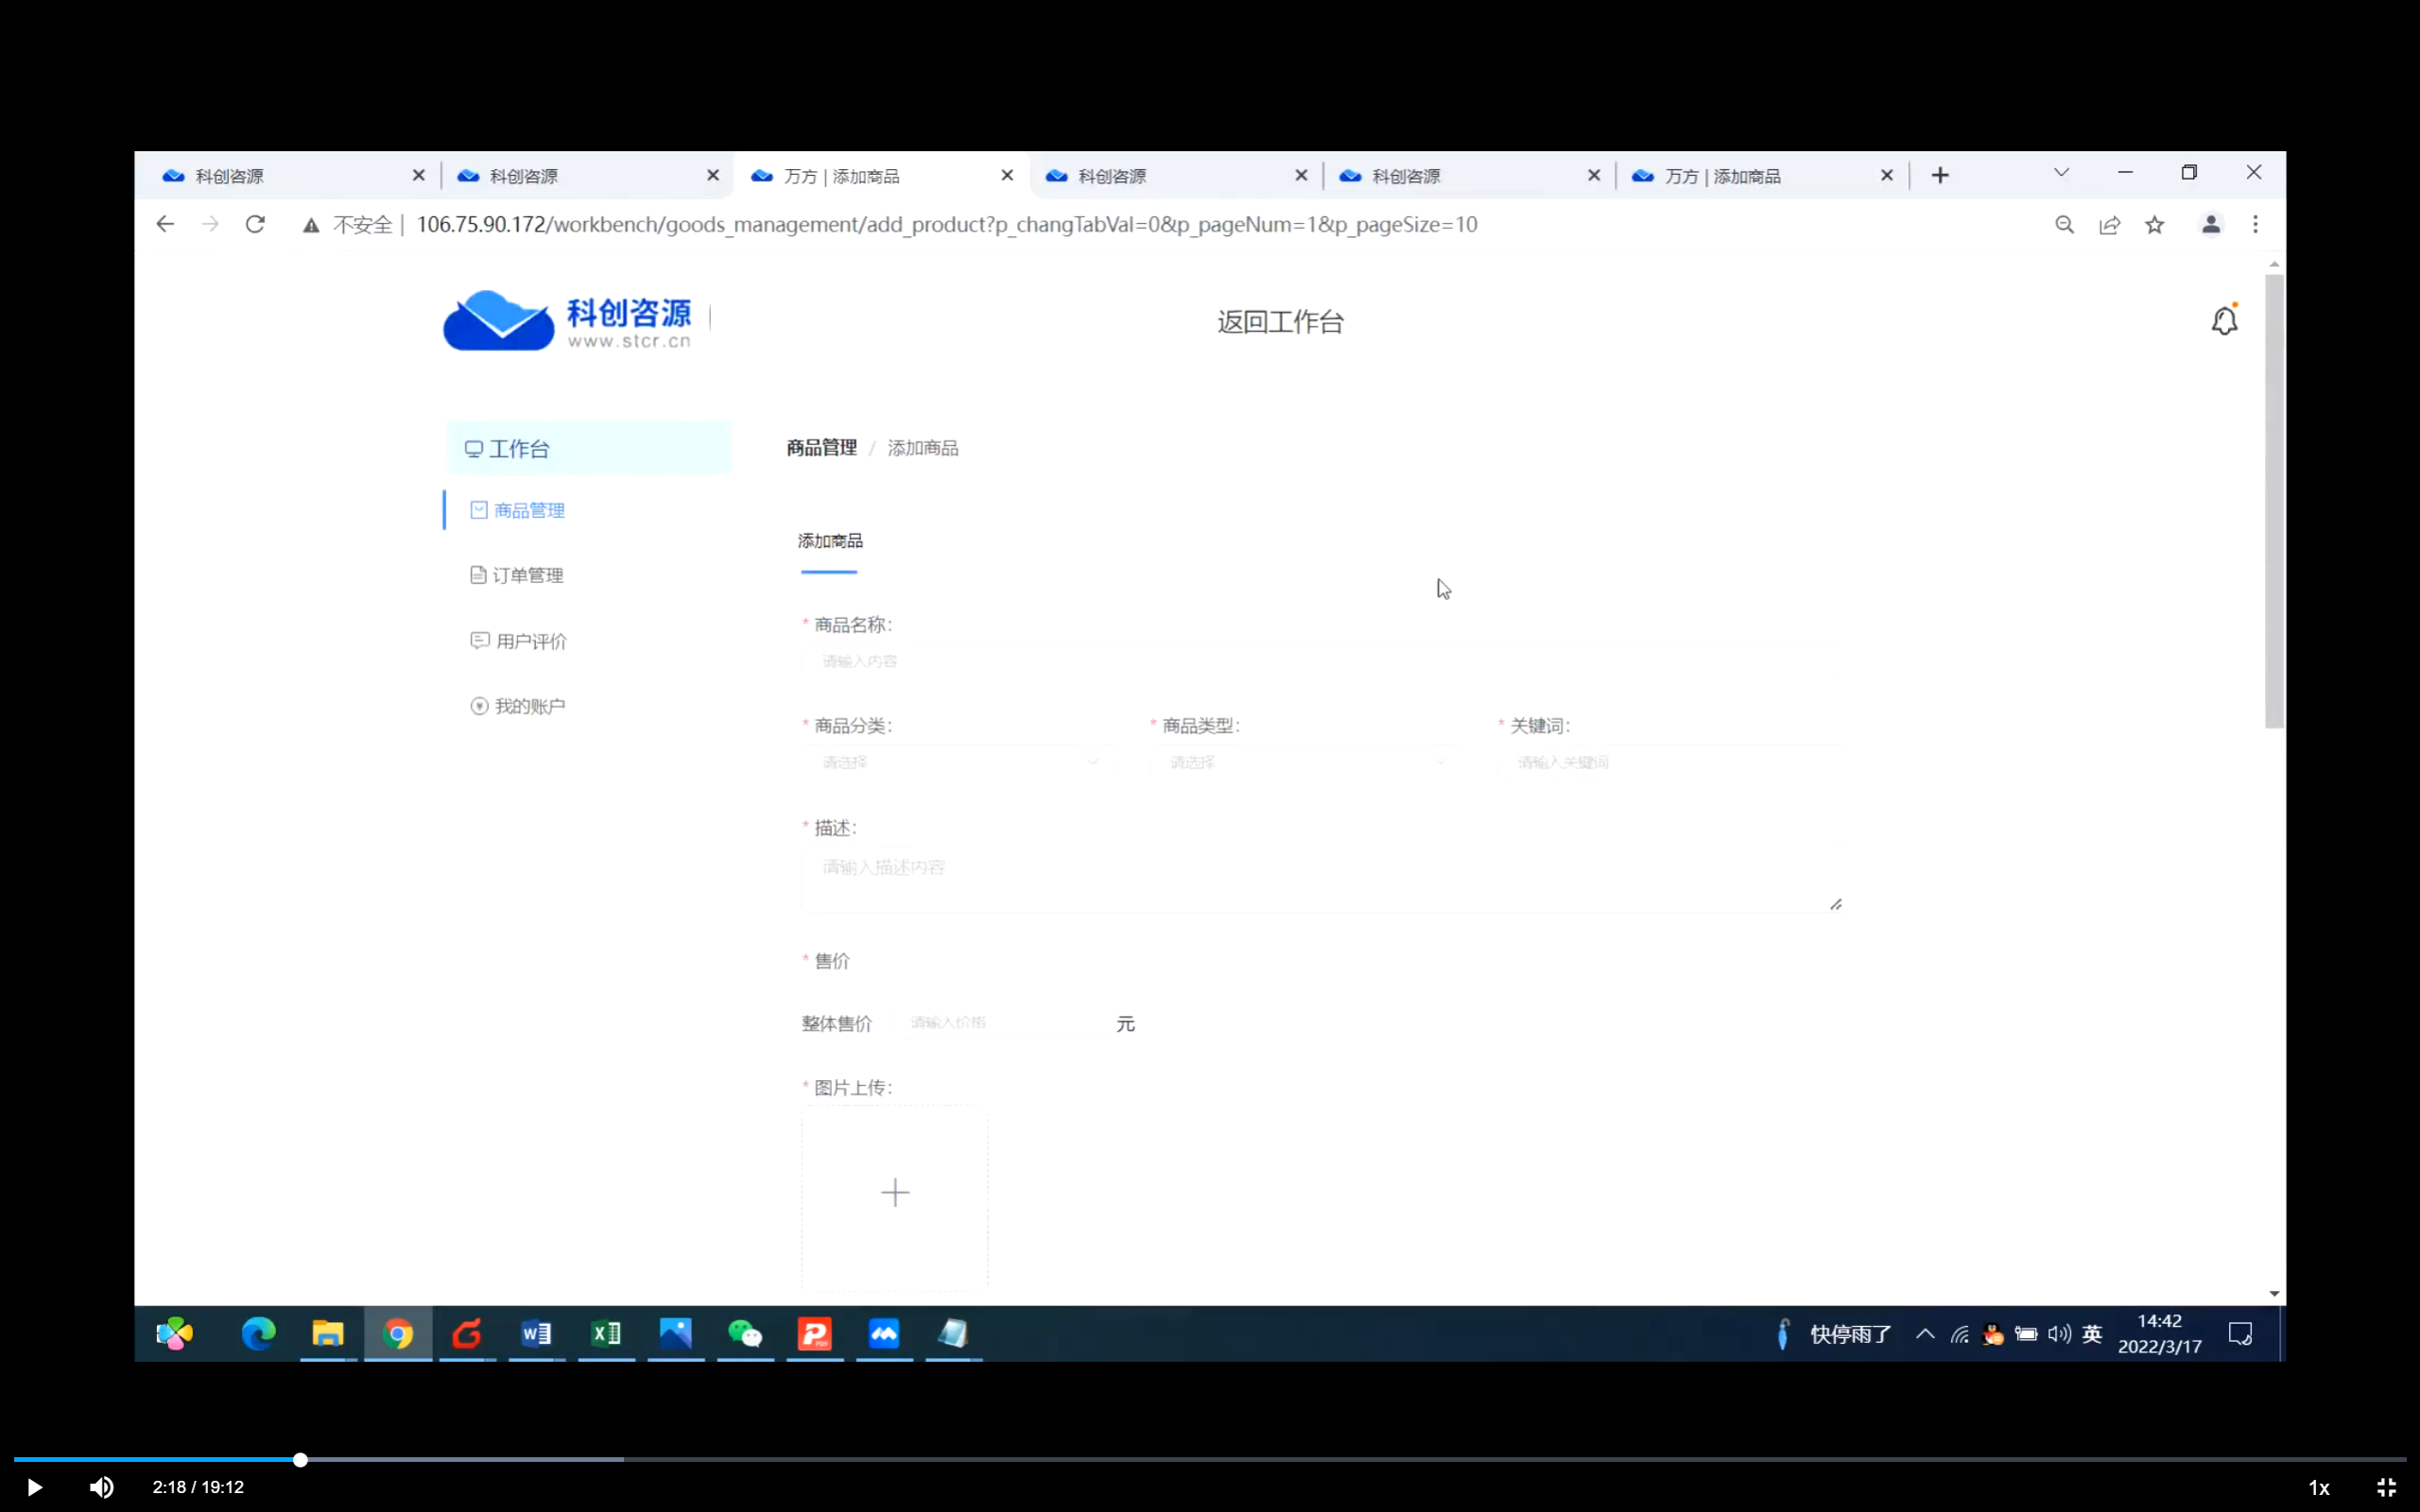 科创咨源
科创咨源
万方 | 添加商品
科创咨源
科创咨源
万方 | 添加商品
不安全 | 106.75.90.172/workbench/goods_management/add_product?p_changTabVal=0&p_pageNum=1&p_pageSize=10
科创咨源
www.stcr.cn
返回工作台
工作台
商品管理 / 添加商品
商品管理
添加商品
订单管理
* 商品名称:
用户评价
请输入内容
我的账户
* 商品分类: * 商品类型: * 关键词:
请选择 请选择 请输入关键词
* 描述:
请输入描述内容
* 售价
整体售价 请输入价格 元
* 图片上传:
快停雨了
英
14:42
2022/3/17
2:18 / 19:12
1x